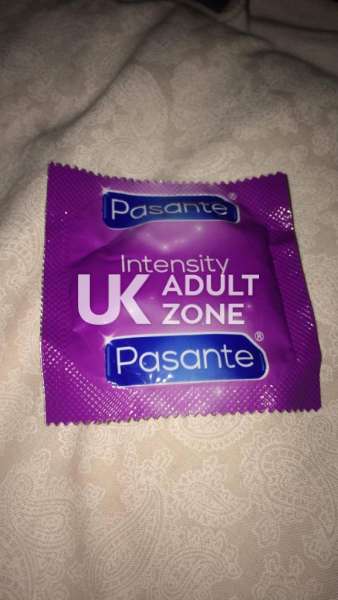 Pasante®
Intensity
UK ADULT
ZONE
Pasante®